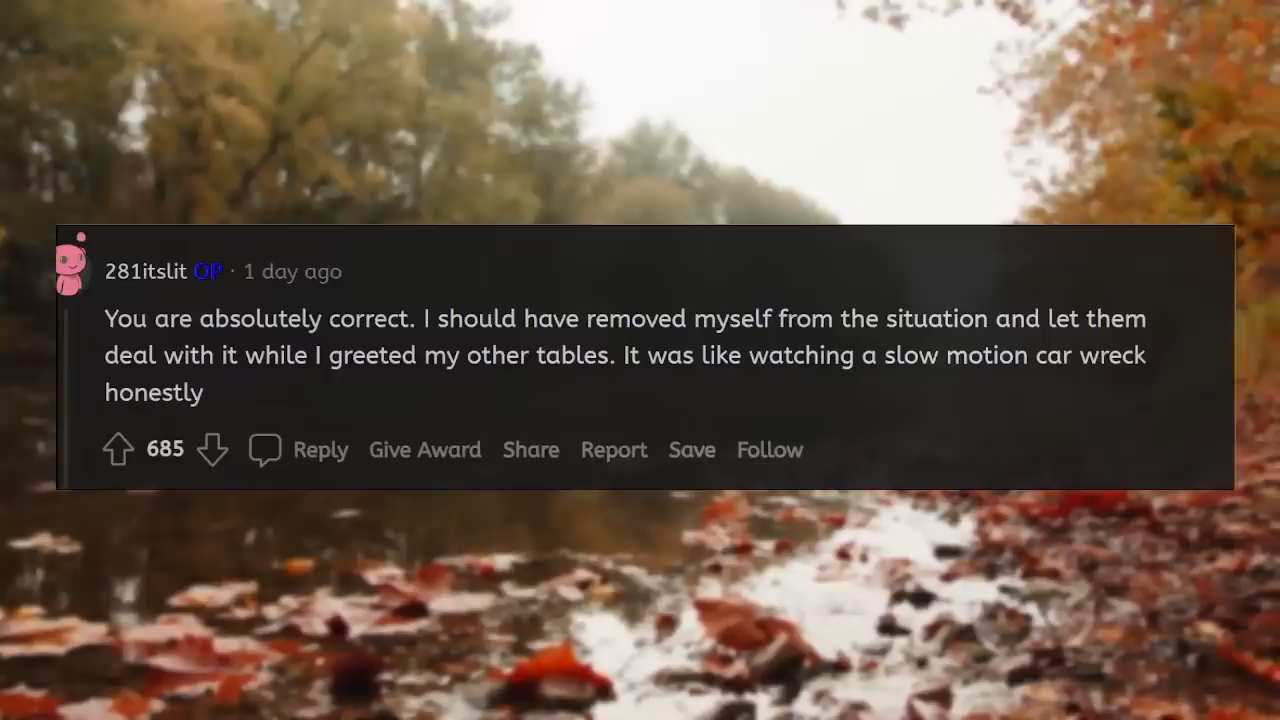 281itslit OP · 1 day ago
You are absolutely correct. I should have removed myself from the situation and let them
deal with it while I greeted my other tables. It was like watching a slow motion car wreck
honestly
685 Reply Give Award Share Report Save Follow